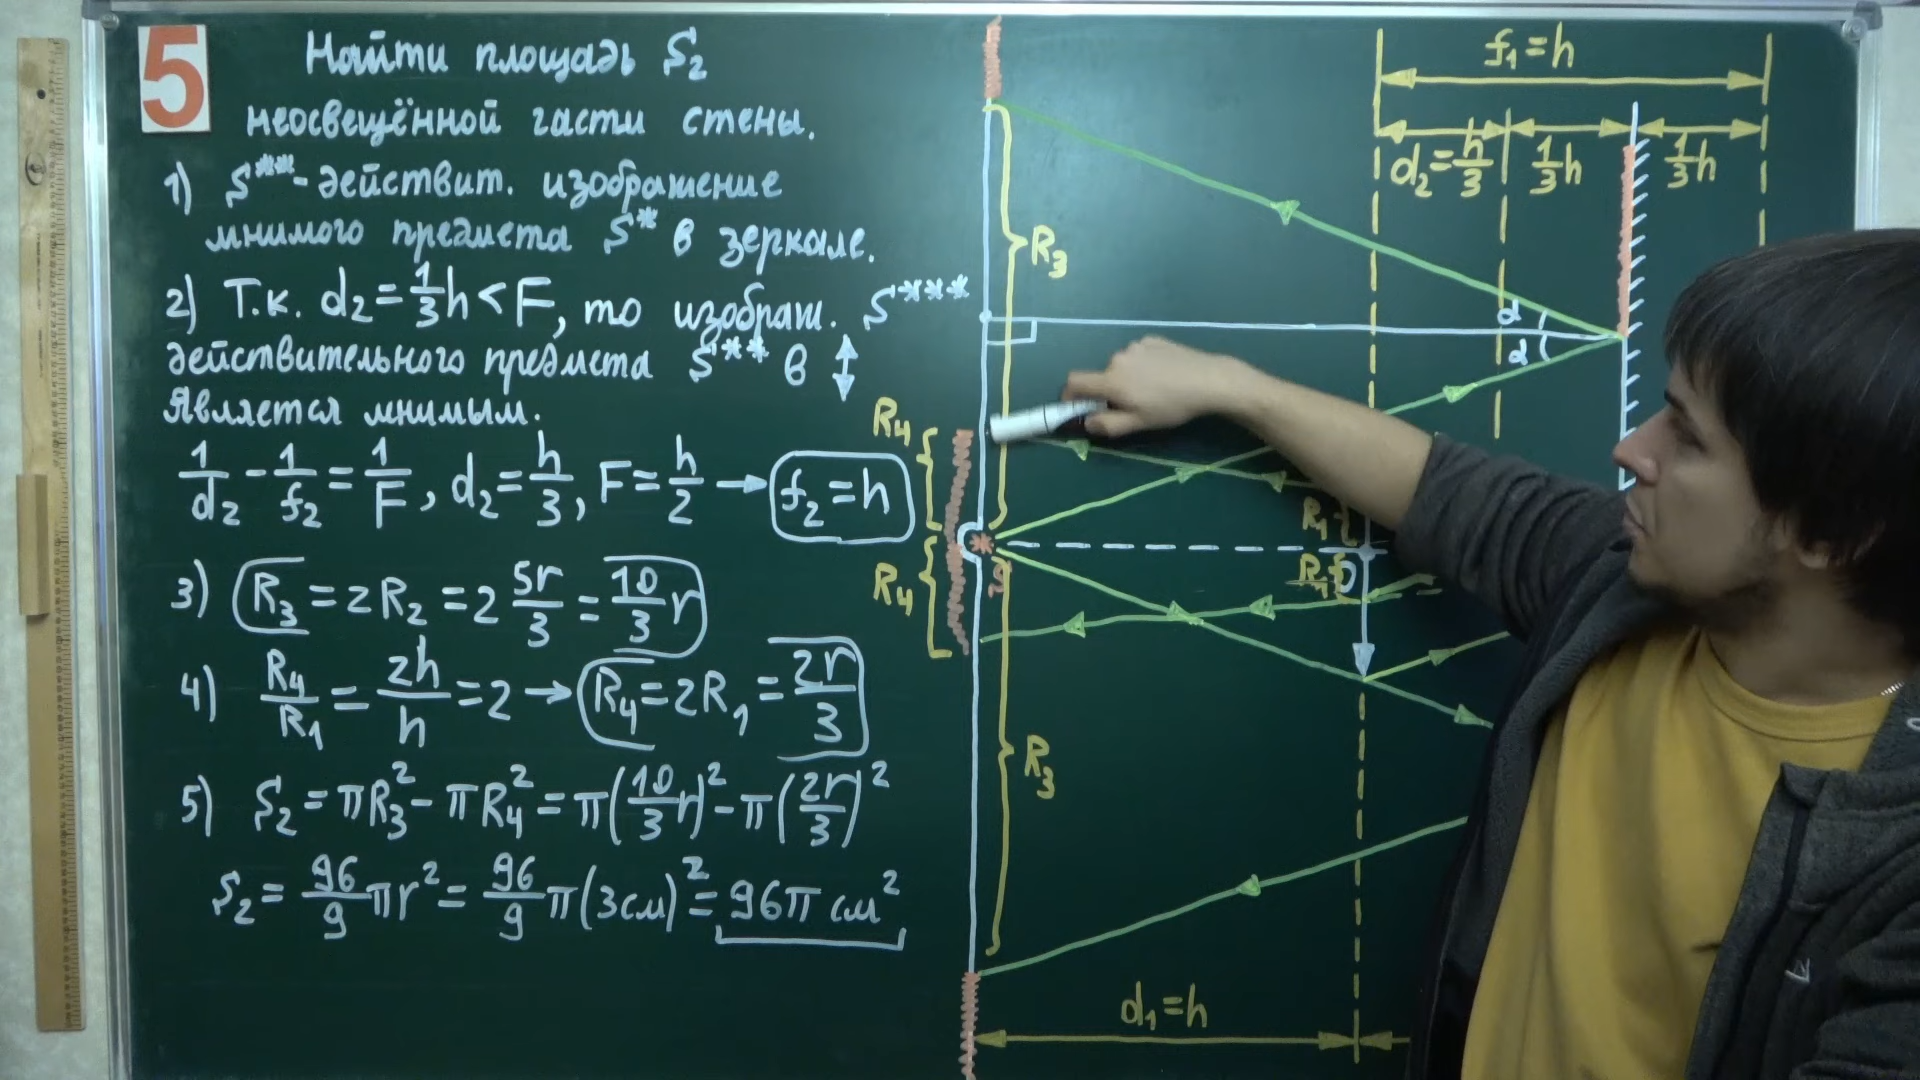 5
Найти площадь S₂
неосвещённой части стены.
1) S** - действит. изображение
мнимого предмета S* в зеркале.
2) Т.к. d₂ = 1/3 h < F, то изображ. S***
действительного предмета S** в ↕
является мнимым.
1/d₂ - 1/f₂ = 1/F, d₂ = h/3, F = h/2 → f₂ = h
3) R₃ = 2R₂ = 2 5r/3 = 10/3 r
4) R₄/R₁ = 2h/h = 2 → R₄ = 2R₁ = 2r/3
5) S₂ = πR₃² - πR₄² = π(10/3 r)² - π(2r/3)²
S₂ = 96/9 πr² = 96/9 π(3см)² = 96π см²
f₁ = h
d₂ = h/3
1/3 h
1/3 h
R₃
α
α
R₄
R₁
S
O
R₄
R₃
d₁ = h